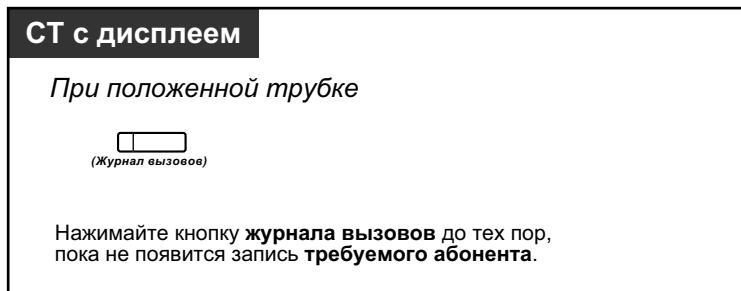 СТ с дисплеем
При положенной трубке
(Журнал вызовов)
Нажимайте кнопку журнала вызовов до тех пор,
пока не появится запись требуемого абонента.